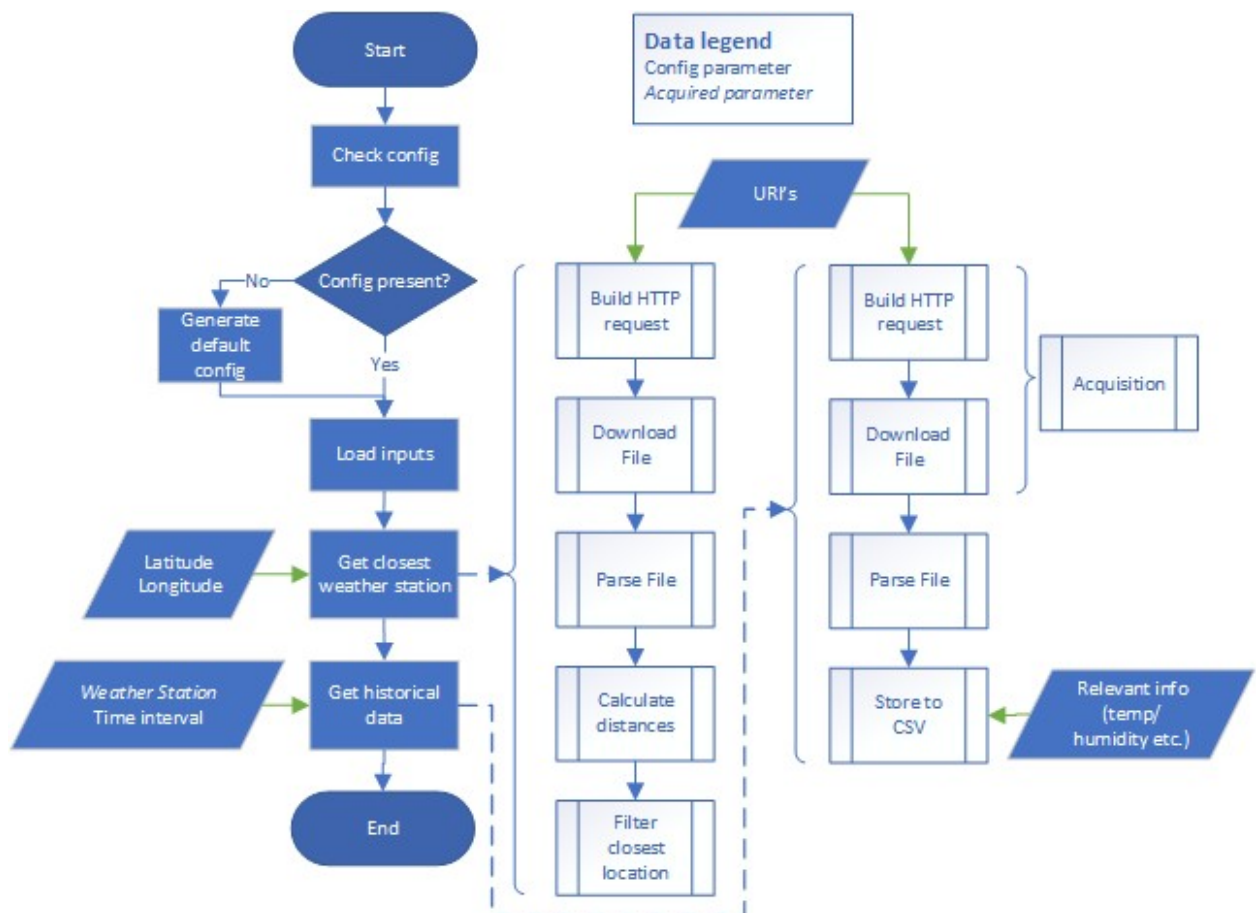 Start
Data legend
Config parameter
Acquired parameter
Check config
URI's
Config present?
No
Generate
default
config
Yes
Load inputs
Latitude
Longitude
Get closest
weather station
Weather Station
Time interval
Get historical
data
End
Build HTTP
request
Download
File
Parse File
Calculate
distances
Filter
closest
location
Build HTTP
request
Download
File
Parse File
Store to
CSV
Acquisition
Relevant info
(temp/
humidity etc.)